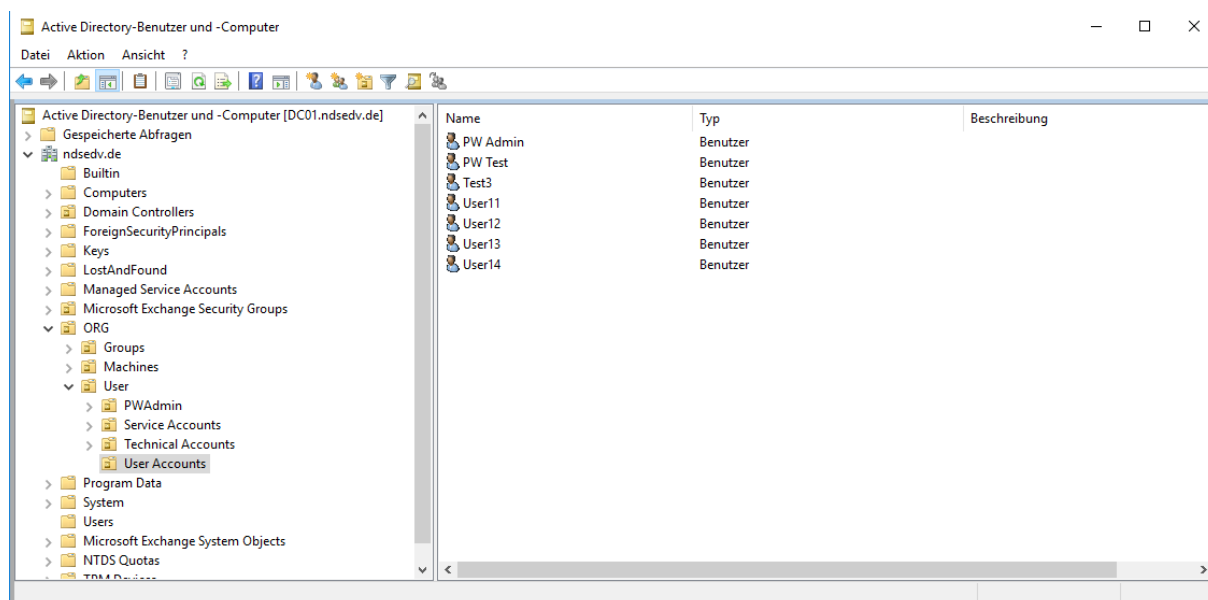 Active Directory-Benutzer und -Computer
Datei Aktion Ansicht ?
Active Directory-Benutzer und -Computer [DC01.ndsedv.de]
Gespeicherte Abfragen
ndsedv.de
Builtin
Computers
Domain Controllers
ForeignSecurityPrincipals
Keys
LostAndFound
Managed Service Accounts
Microsoft Exchange Security Groups
ORG
Groups
Machines
User
PWAdmin
Service Accounts
Technical Accounts
User Accounts
Program Data
System
Users
Microsoft Exchange System Objects
NTDS Quotas
TPM Devices
Name Typ Beschreibung
PW Admin Benutzer
PW Test Benutzer
Test3 Benutzer
User11 Benutzer
User12 Benutzer
User13 Benutzer
User14 Benutzer